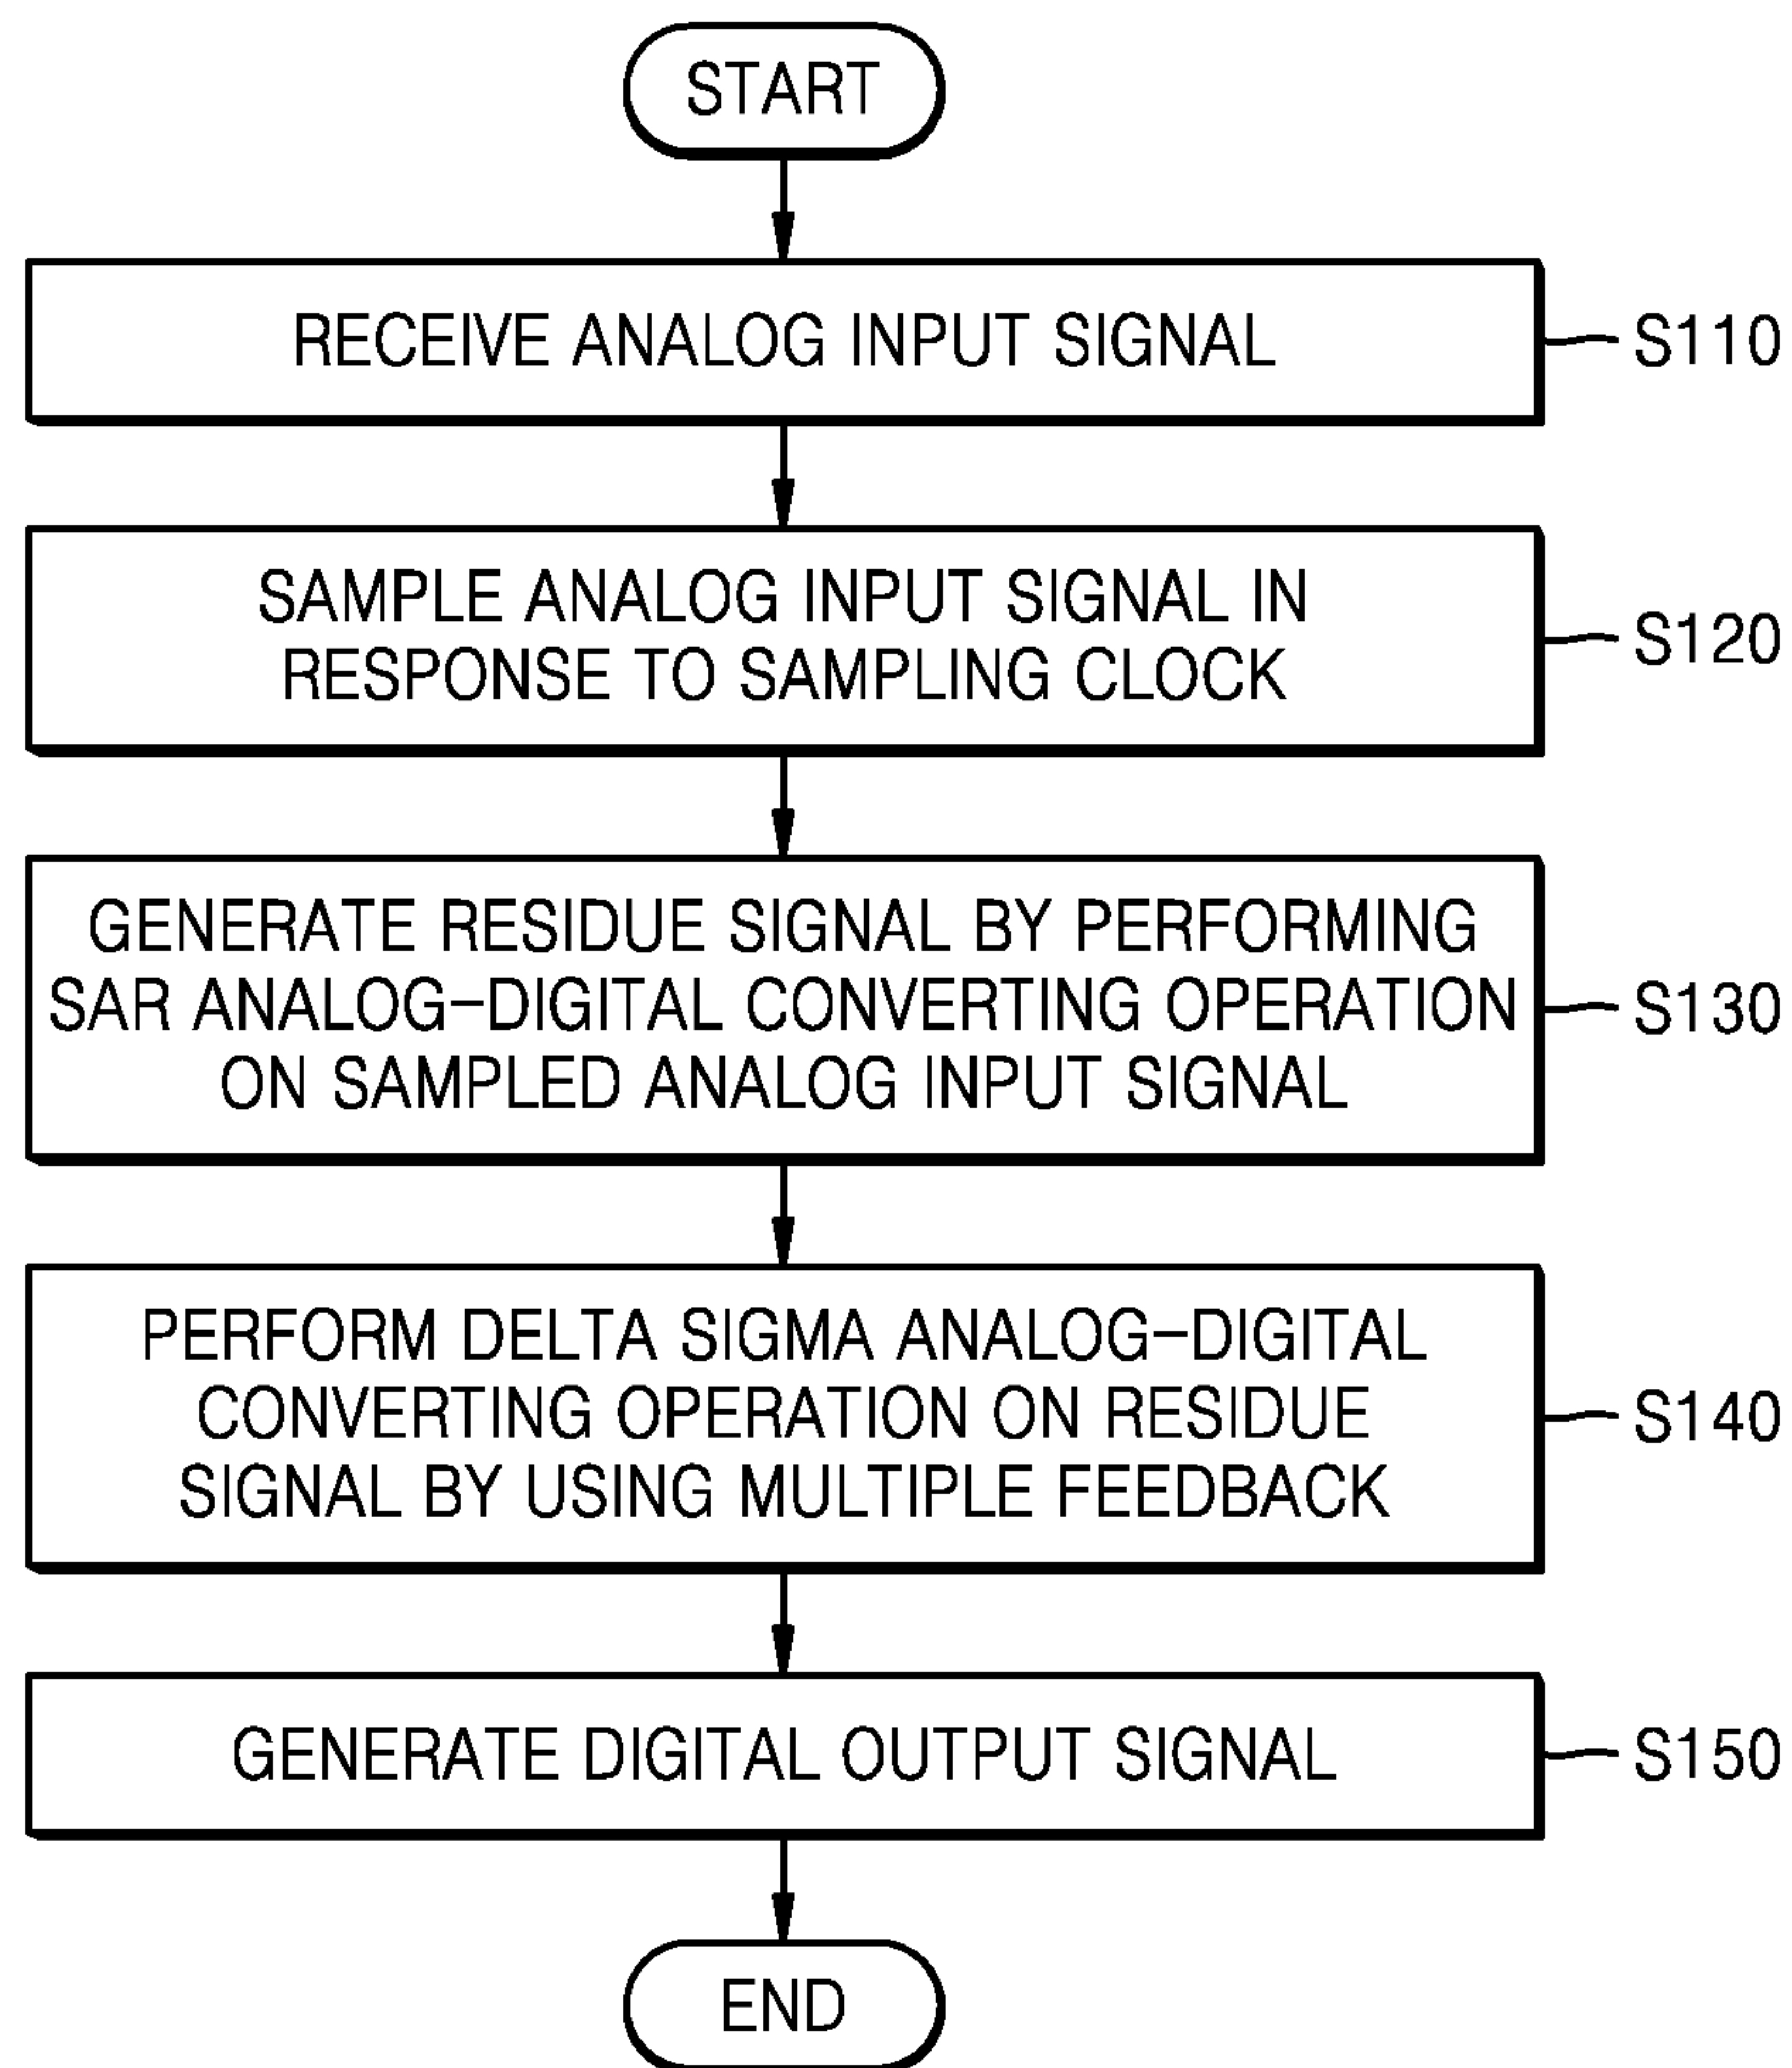 START
RECEIVE ANALOG INPUT SIGNAL
S110
SAMPLE ANALOG INPUT SIGNAL IN
RESPONSE TO SAMPLING CLOCK
S120
GENERATE RESIDUE SIGNAL BY PERFORMING
SAR ANALOG-DIGITAL CONVERTING OPERATION
ON SAMPLED ANALOG INPUT SIGNAL
S130
PERFORM DELTA SIGMA ANALOG-DIGITAL
CONVERTING OPERATION ON RESIDUE
SIGNAL BY USING MULTIPLE FEEDBACK
S140
GENERATE DIGITAL OUTPUT SIGNAL
S150
END